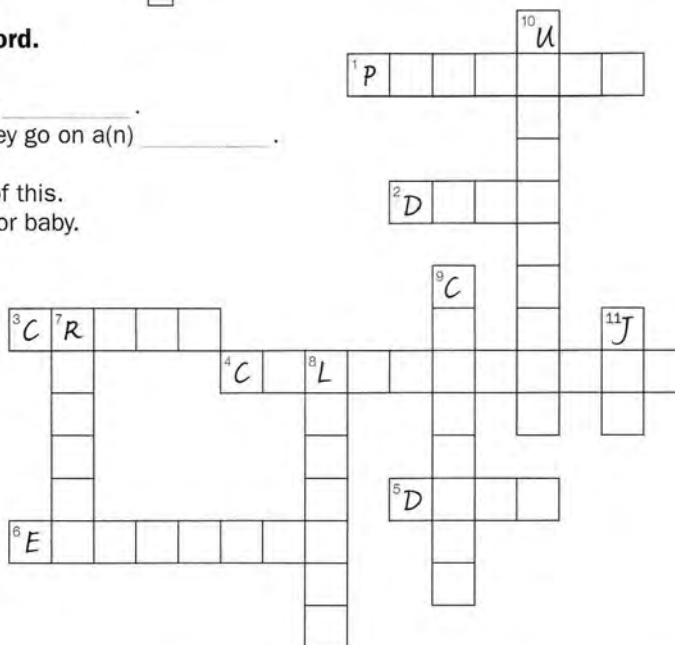 ord.
.
ey go on a(n) .
f this.
or baby.
10 U
1 P
2 D
9 C
3 C 7 R 11 J
4 C 8 L
5 D
6 E